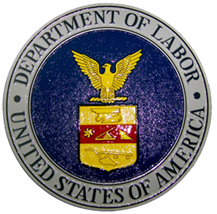 DEPARTMENT OF LABOR
UNITED STATES OF AMERICA